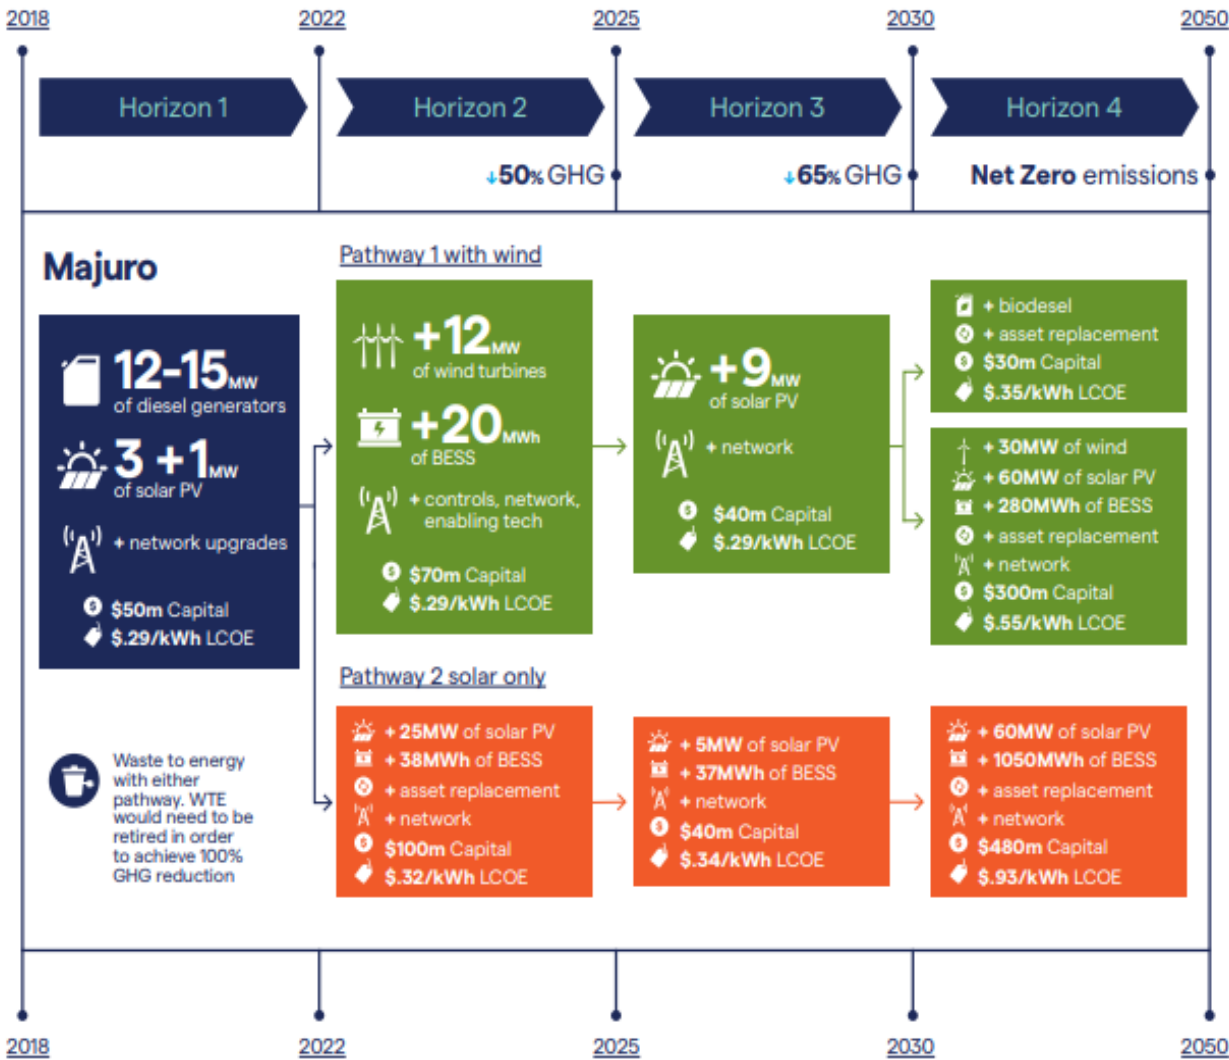 2018
2022
2025
2030
2050
Horizon 1
Horizon 2
Horizon 3
Horizon 4
↓50% GHG
↓65% GHG
Net Zero emissions
Majuro
12-15MW
of diesel generators
3 +1MW
of solar PV
+ network upgrades
$50m Capital
$.29/kWh LCOE
Waste to energy
with either
pathway. WTE
would need to be
retired in order
to achieve 100%
GHG reduction
Pathway 1 with wind
+12MW
of wind turbines
+20MWh
of BESS
+ controls, network,
enabling tech
$70m Capital
$.29/kWh LCOE
+9MW
of solar PV
+ network
$40m Capital
$.29/kWh LCOE
+ biodesel
+ asset replacement
$30m Capital
$.35/kWh LCOE
+ 30MW of wind
+ 60MW of solar PV
+ 280MWh of BESS
+ asset replacement
+ network
$300m Capital
$.55/kWh LCOE
Pathway 2 solar only
+ 25MW of solar PV
+ 38MWh of BESS
+ asset replacement
+ network
$100m Capital
$.32/kWh LCOE
+ 5MW of solar PV
+ 37MWh of BESS
+ network
$40m Capital
$.34/kWh LCOE
+ 60MW of solar PV
+ 1050MWh of BESS
+ asset replacement
+ network
$480m Capital
$.93/kWh LCOE
2018
2022
2025
2030
2050